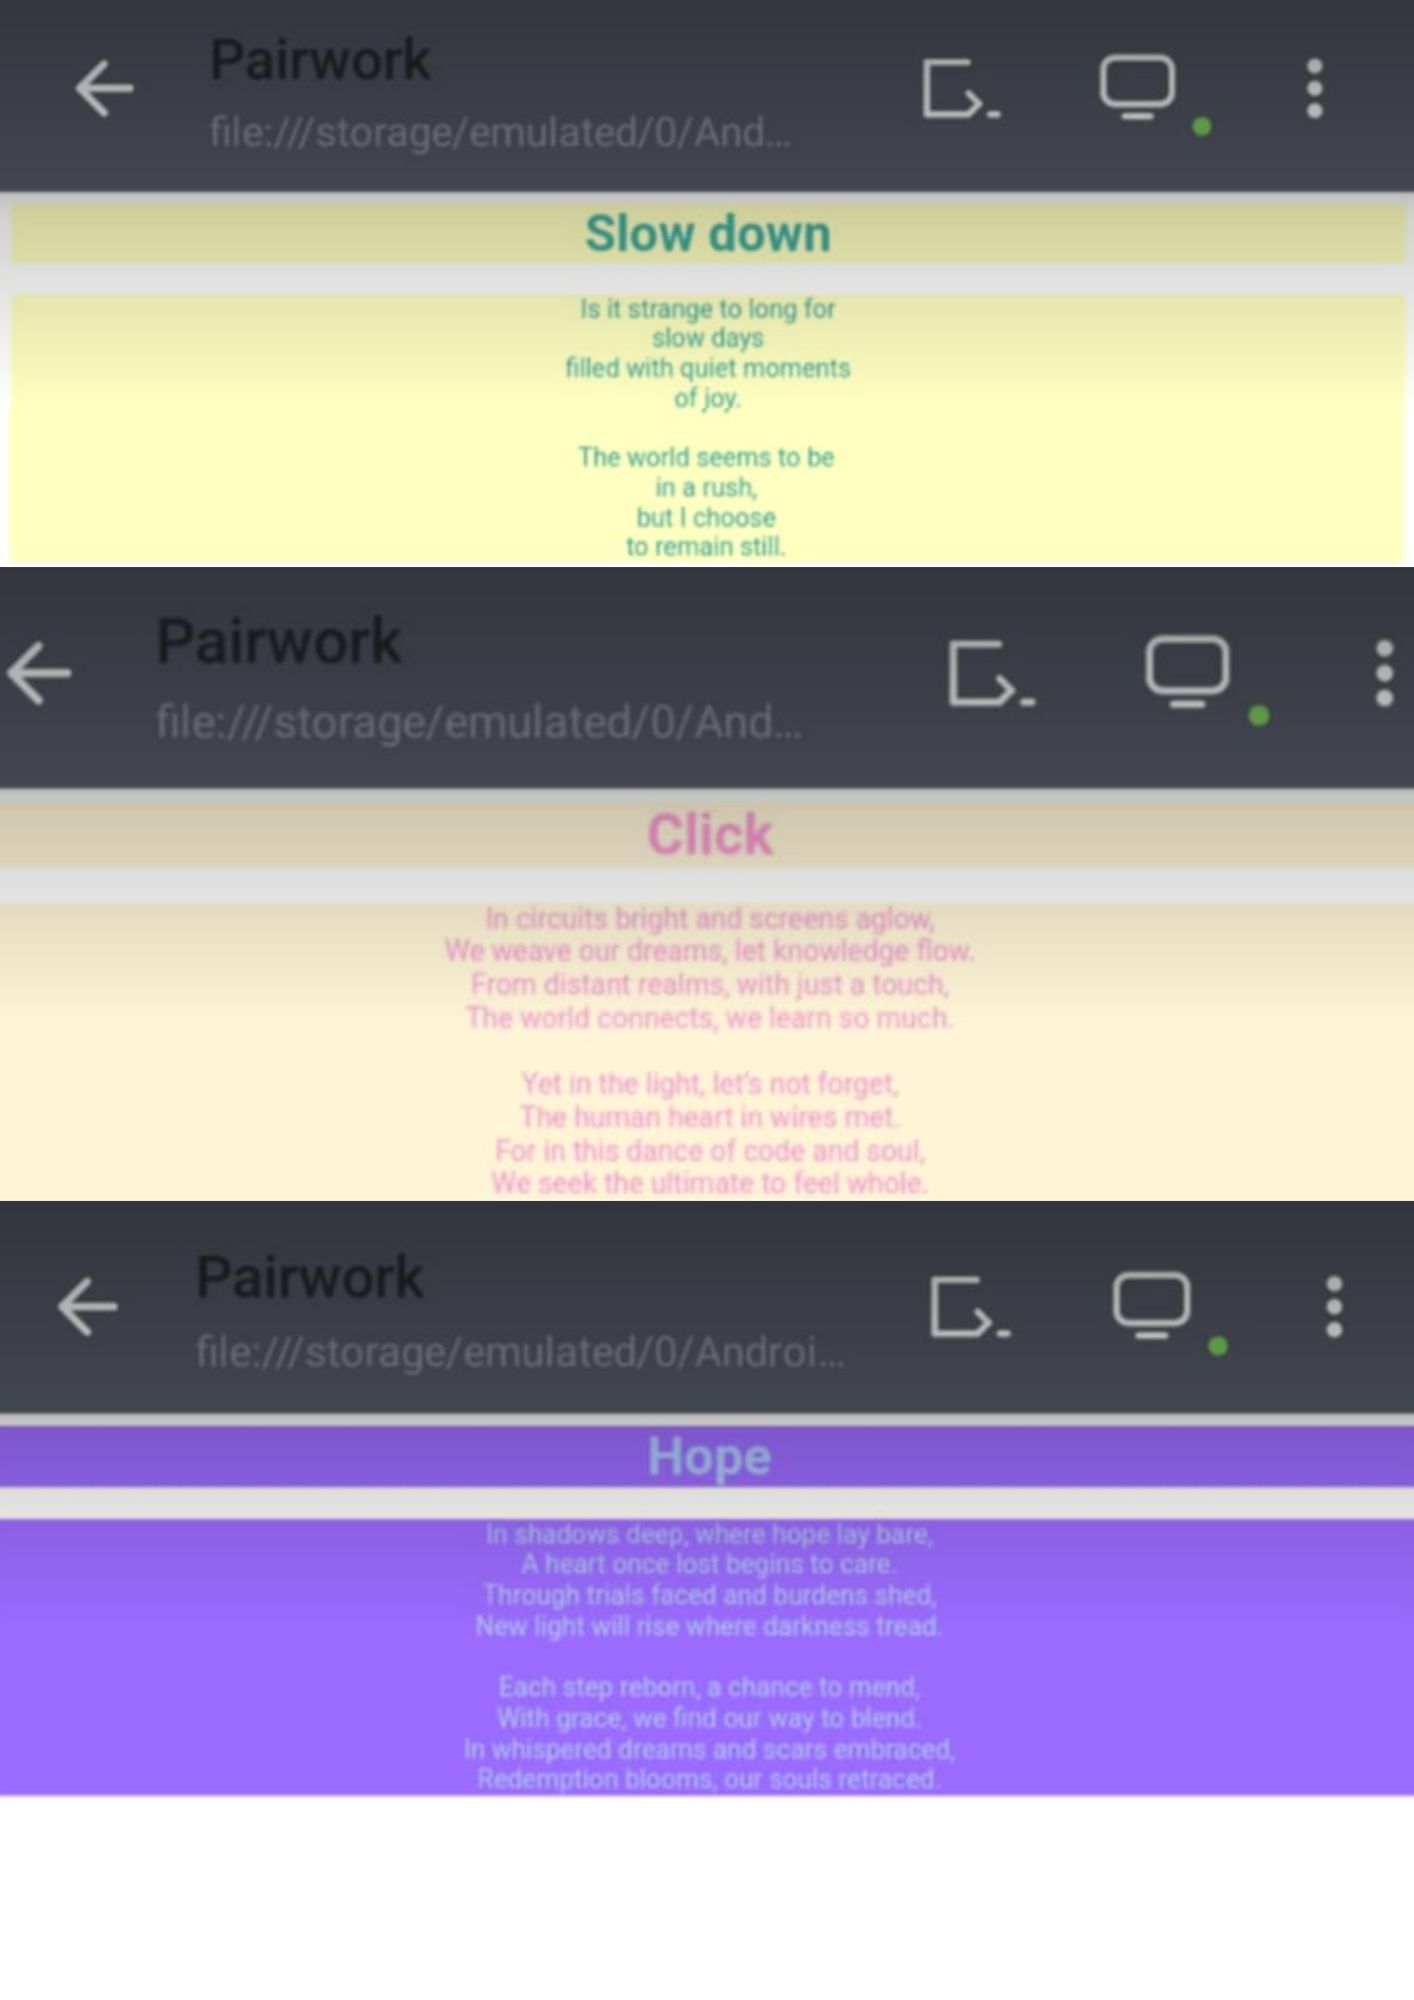 Pairwork
file:///storage/emulated/0/And...
Slow down
Is it strange to long for
slow days
filled with quiet moments
of joy.
The world seems to be
in a rush,
but I choose
to remain still.
Pairwork
file:///storage/emulated/0/And...
Click
In circuits bright and screens aglow,
We weave our dreams, let knowledge flow.
From distant realms, with just a touch,
The world connects, we learn so much.
Yet in the light, let's not forget,
The human heart in wires met.
For in this dance of code and soul,
We seek the ultimate to feel whole.
Pairwork
file:///storage/emulated/0/Androi...
Hope
In shadows deep, where hope lay bare,
A heart once lost begins to care.
Through trials faced and burdens shed,
New light will rise where darkness tread.
Each step reborn, a chance to mend,
With grace, we find our way to blend.
In whispered dreams and scars embraced,
Redemption blooms, our souls retraced.